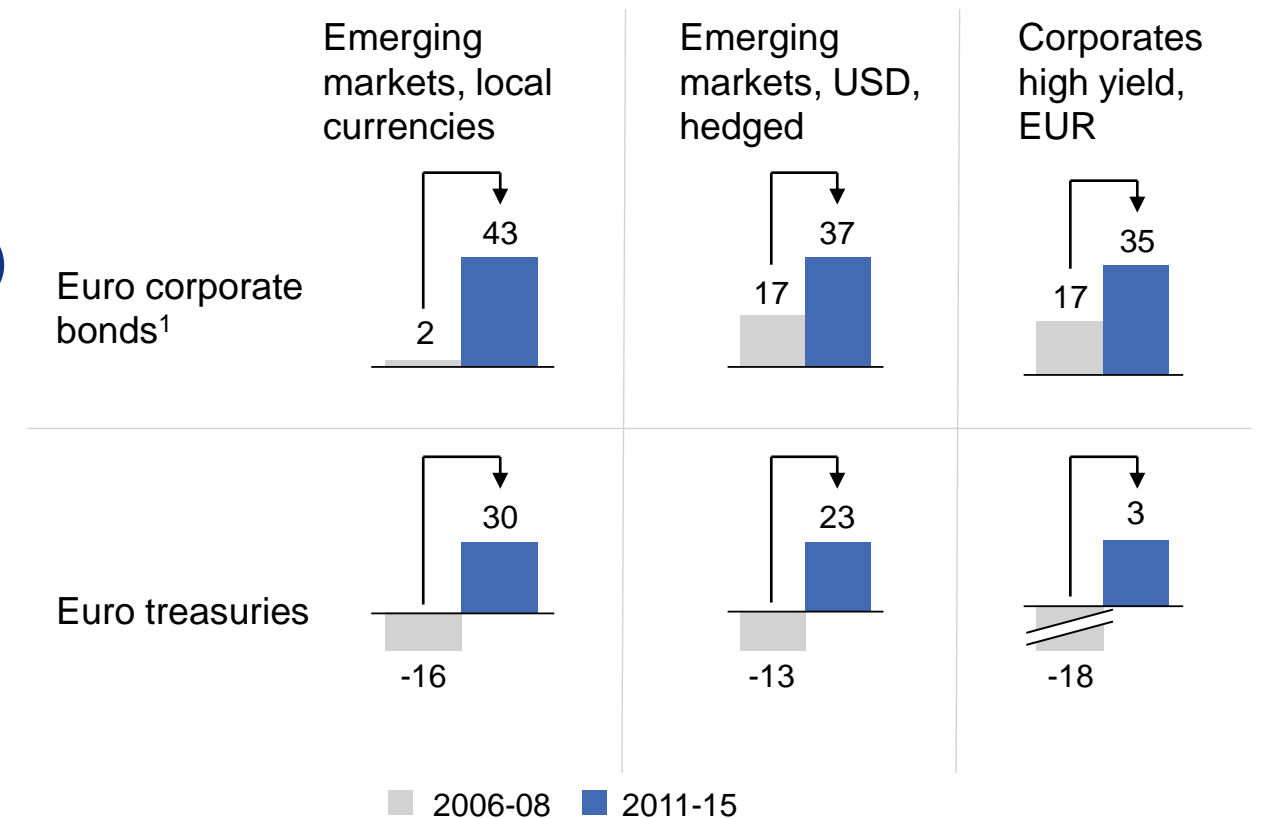 Emerging
markets, local
currencies
Emerging
markets, USD,
hedged
Corporates
high yield,
EUR
Euro corporate
bonds¹
2
43
17
37
17
35
Euro treasuries
-16
30
-13
23
-18
3
2006-08
2011-15